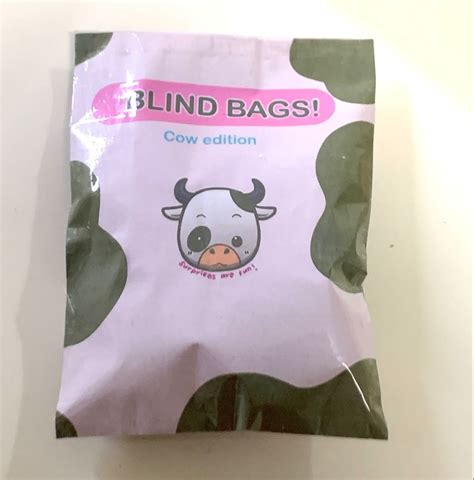 BLIND BAGS!
Cow edition
Surprises are fun!